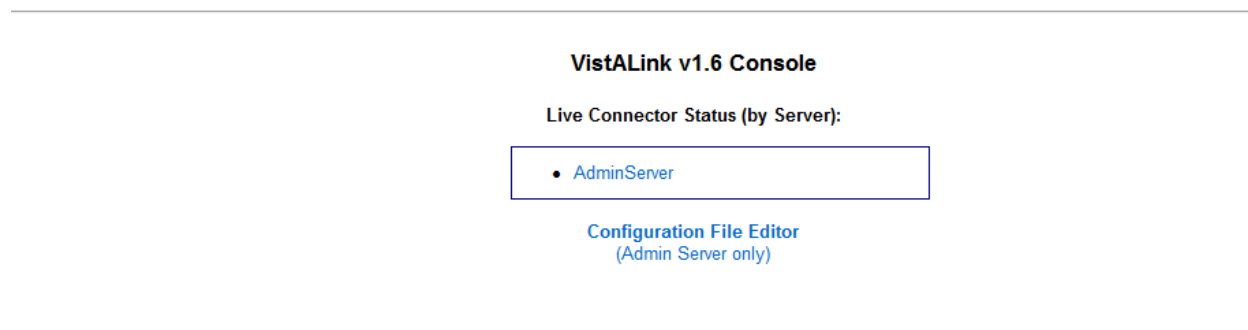 VistALink v1.6 Console
Live Connector Status (by Server):
• AdminServer
Configuration File Editor
(Admin Server only)